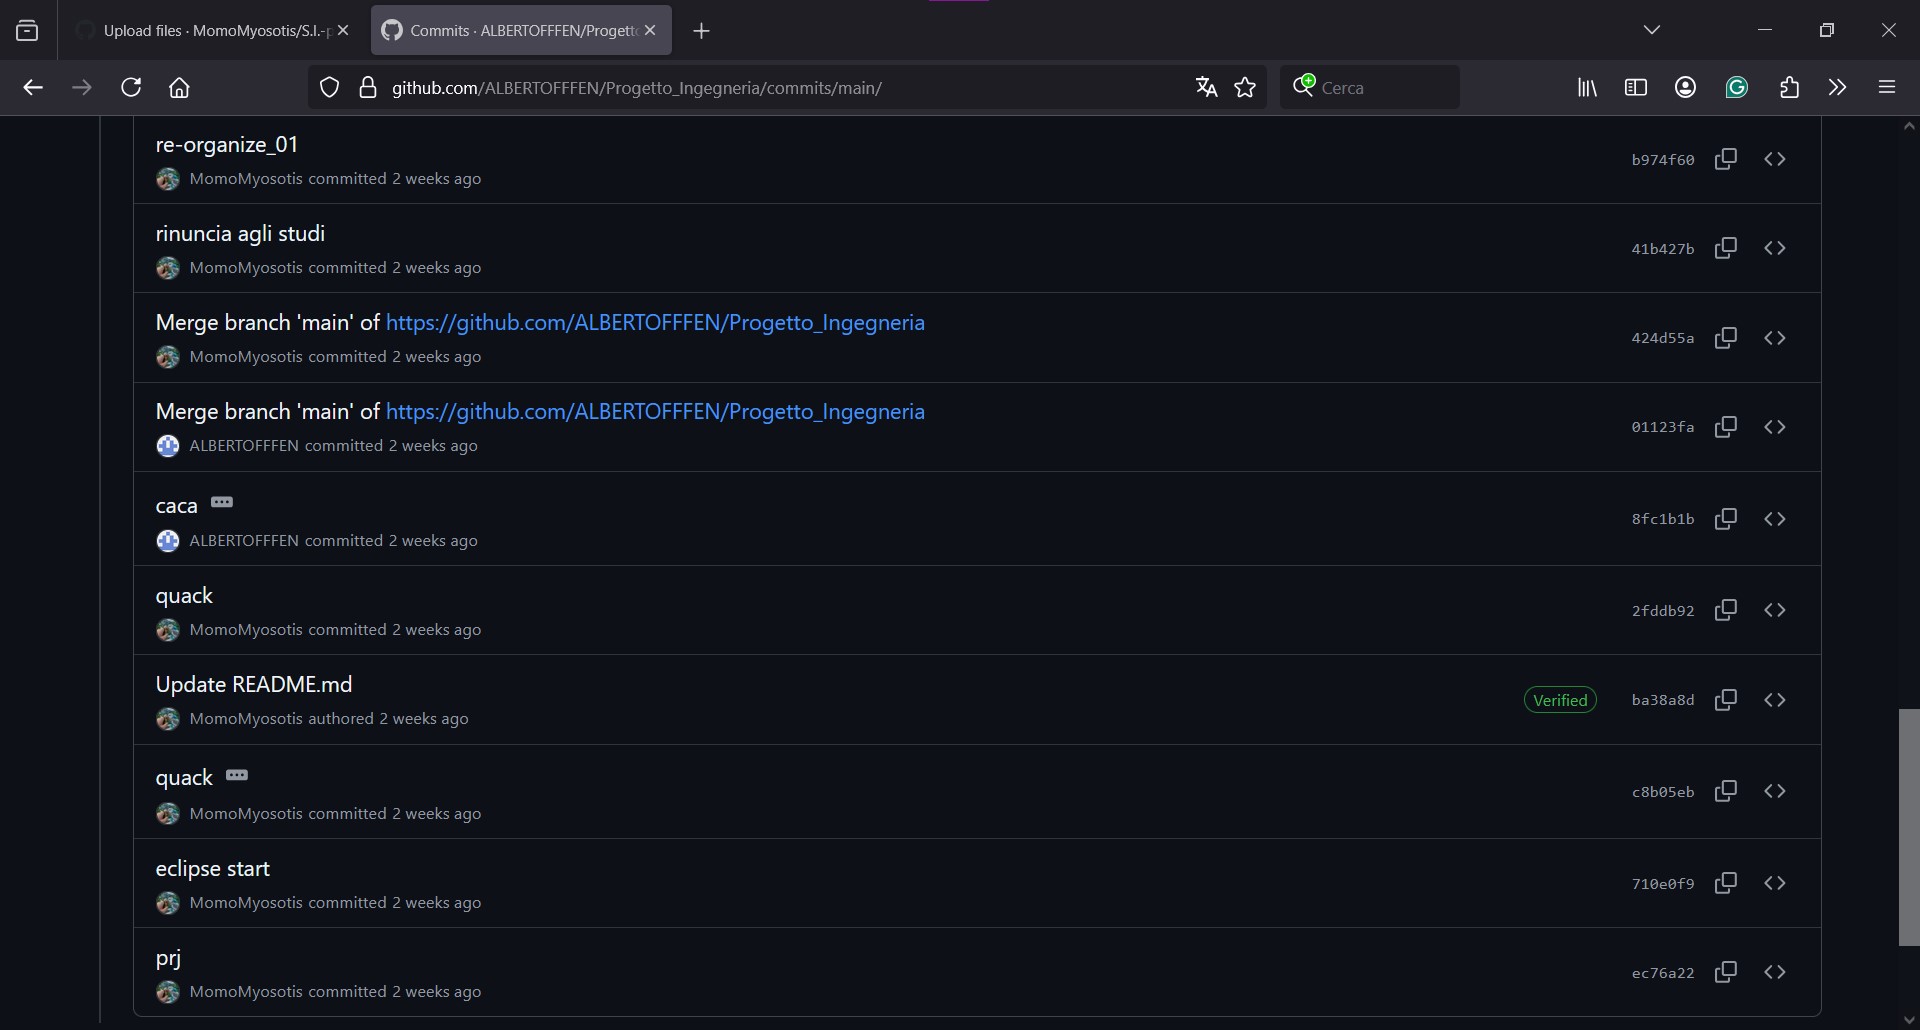 Upload files · MomoMyosotis/S.I.-p
Commits · ALBERTOFFFEN/Progett
github.com/ALBERTOFFFEN/Progetto_Ingegneria/commits/main/
Cerca
re-organize_01
MomoMyosotis committed 2 weeks ago
b974f60
rinuncia agli studi
MomoMyosotis committed 2 weeks ago
41b427b
Merge branch 'main' of https://github.com/ALBERTOFFFEN/Progetto_Ingegneria
MomoMyosotis committed 2 weeks ago
424d55a
Merge branch 'main' of https://github.com/ALBERTOFFFEN/Progetto_Ingegneria
ALBERTOFFFEN committed 2 weeks ago
01123fa
caca
ALBERTOFFFEN committed 2 weeks ago
8fc1b1b
quack
MomoMyosotis committed 2 weeks ago
2fddb92
Update README.md
MomoMyosotis authored 2 weeks ago
Verified
ba38a8d
quack
MomoMyosotis committed 2 weeks ago
c8b05eb
eclipse start
MomoMyosotis committed 2 weeks ago
710e0f9
prj
MomoMyosotis committed 2 weeks ago
ec76a22